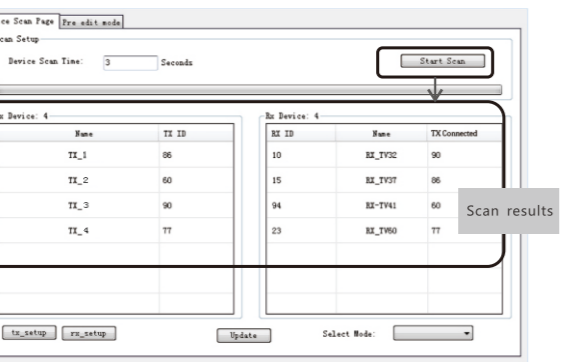 ce Scan Page Pre edit mode
can Setup
Device Scan Time: 3 Seconds Start Scan
x Device: 4 Rx Device: 4
Name TX ID RX ID Name TX Connected
TX_1 86 10 RX_TV32 90
TX_2 60 15 RX_TV37 86
TX_3 90 94 RX-TV41 60
TX_4 77 23 RX_TV60 77
Scan results
tx_setup rx_setup Update Select Mode: